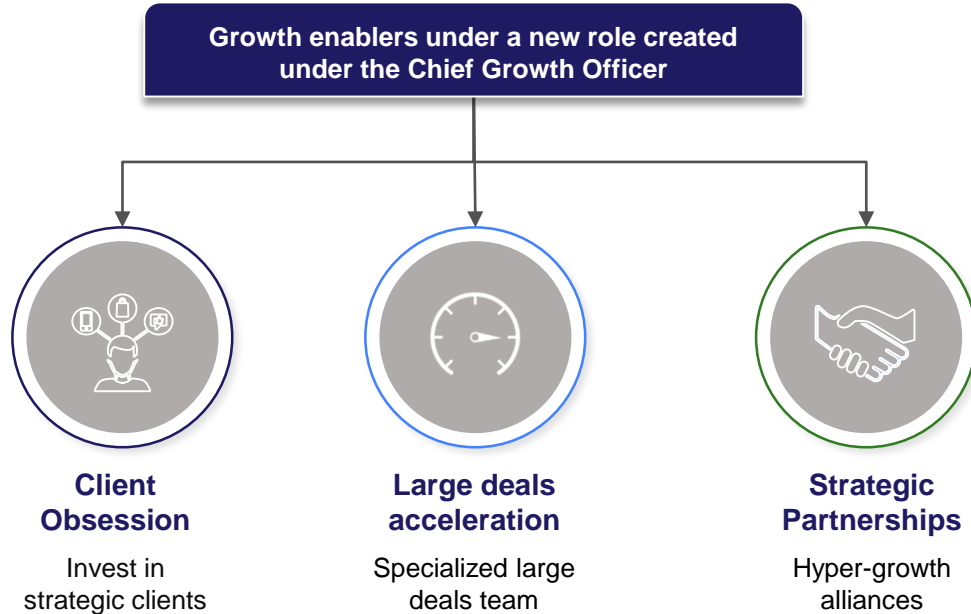 Growth enablers under a new role created
under the Chief Growth Officer
Client
Obsession
Invest in
strategic clients
Large deals
acceleration
Specialized large
deals team
Strategic
Partnerships
Hyper-growth
alliances